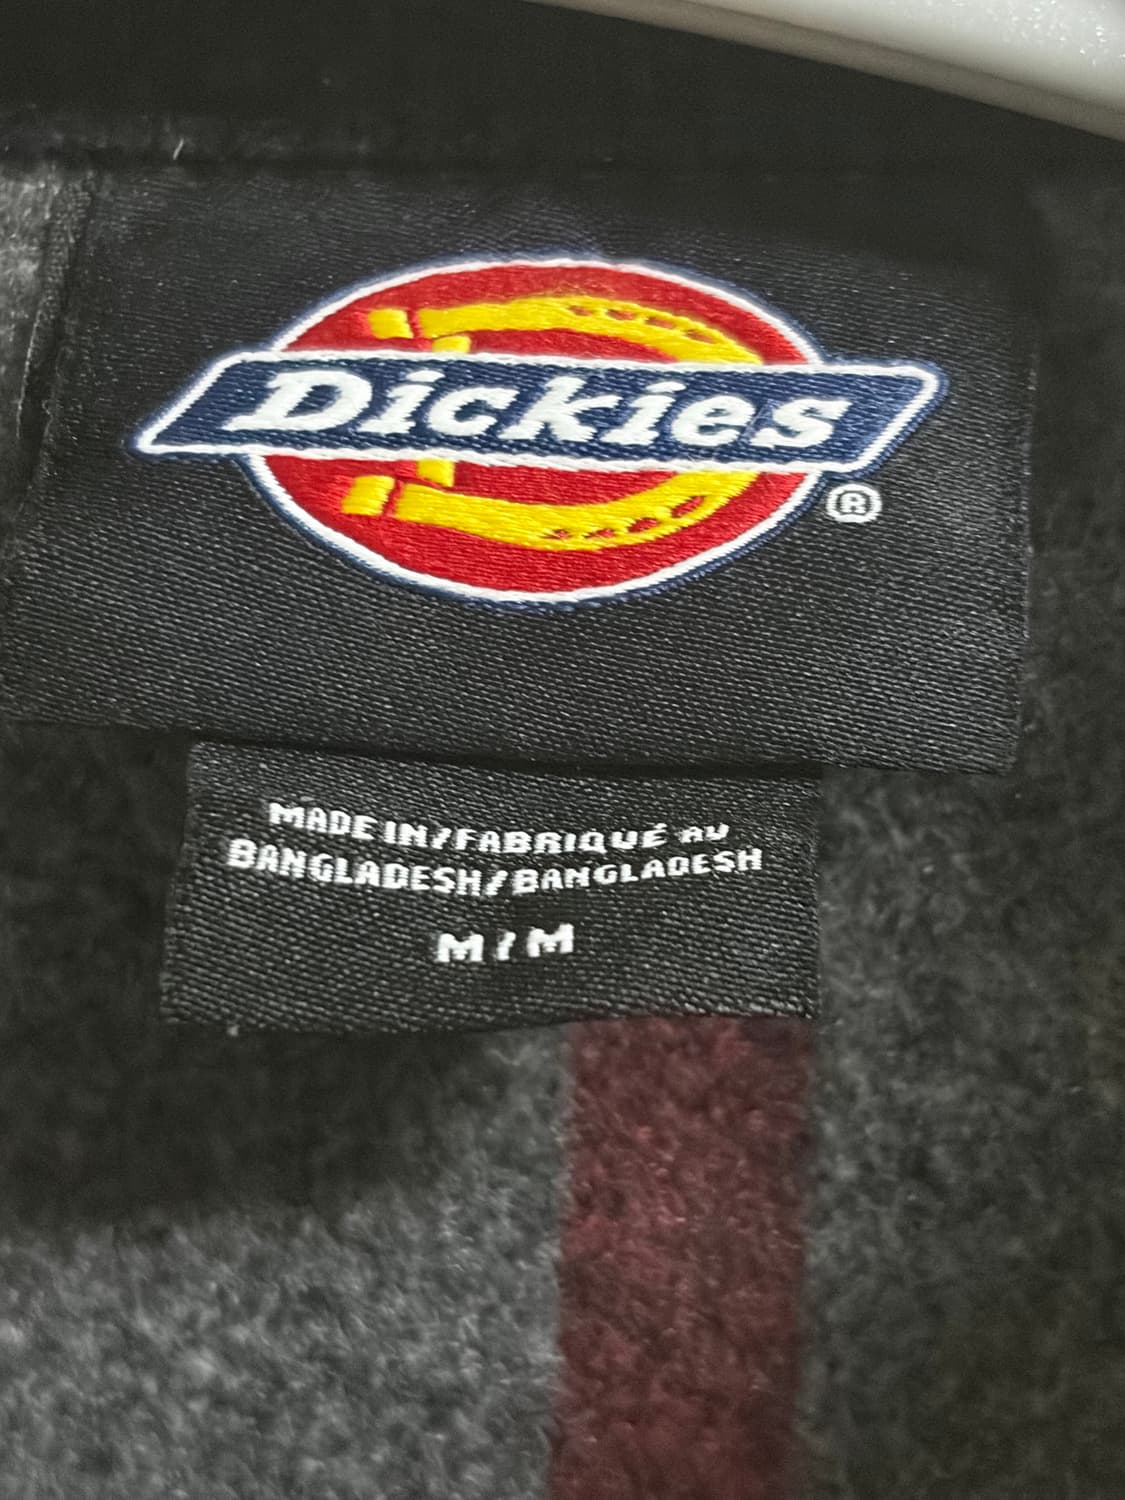 Dickies®
MADE IN/FABRIQUÉ AU
BANGLADESH/BANGLADESH
M/M